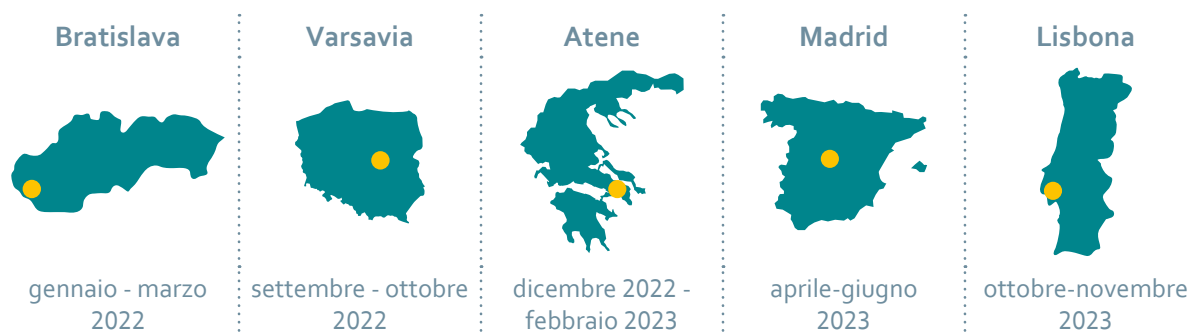 Bratislava
gennaio - marzo
2022
Varsavia
settembre - ottobre
2022
Atene
dicembre 2022 -
febbraio 2023
Madrid
aprile-giugno
2023
Lisbona
ottobre-novembre
2023